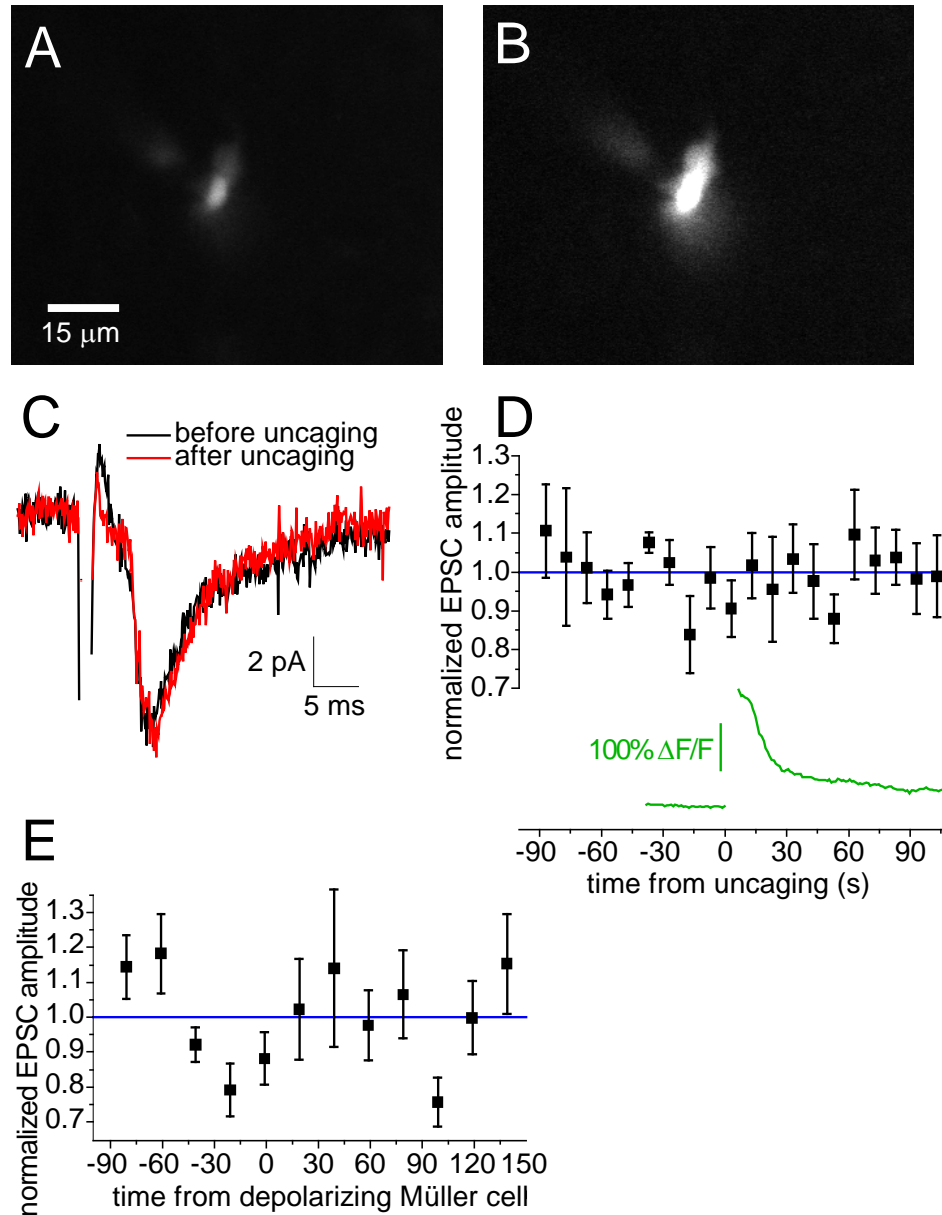 A
B
15 μm
C
before uncaging
after uncaging
2 pA
5 ms
D
normalized EPSC amplitude
1.3
1.2
1.1
1.0
0.9
0.8
0.7
100% ΔF/F
-90 -60 -30 0 30 60 90
time from uncaging (s)
E
normalized EPSC amplitude
1.3
1.2
1.1
1.0
0.9
0.8
0.7
-90 -60 -30 0 30 60 90 120 150
time from depolarizing Müller cell